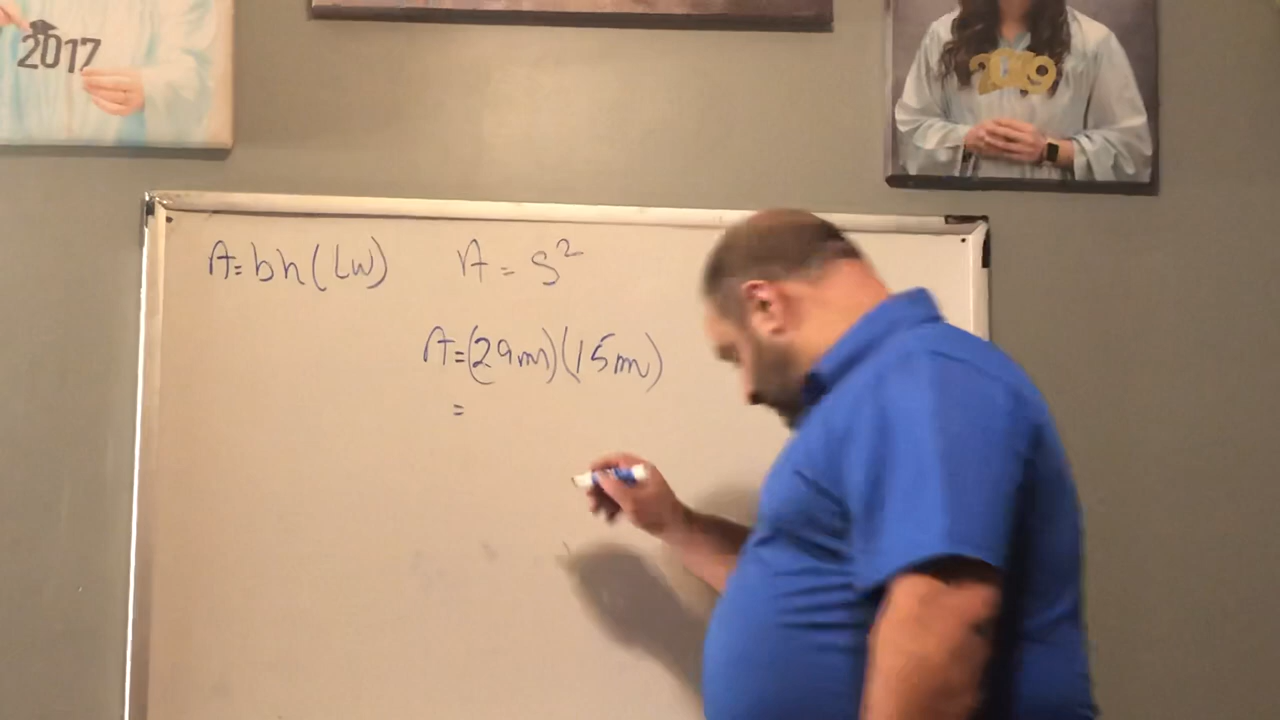 2017
2019
A=bh(LW) A=S²
A=(29m)(15m)
=